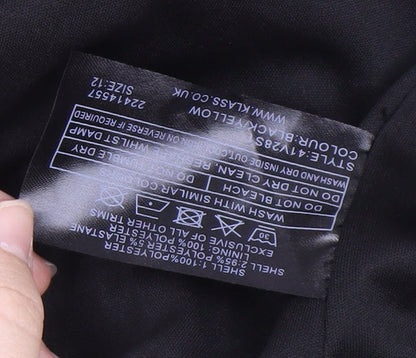 SHELL 1:100% POLYESTER
SHELL 2:95% POLYESTER 5% ELASTANE
LINING: 100% POLYESTER
EXCLUSIVE OF ALL OTHER TRIMS
30
WASH WITH SIMILAR
DO NOT BLEACH DO NOT TUMBLE DRY
DO NOT DRY CLEAN. RESHAPE WHILST DAMP
WASH AND DRY INSIDE OUT/COOL IRON ON REVERSE IF REQUIRED
COLOUR:BLACK/YELLOW
WWW.KLASS.CO.UK
22414557
SIZE:12